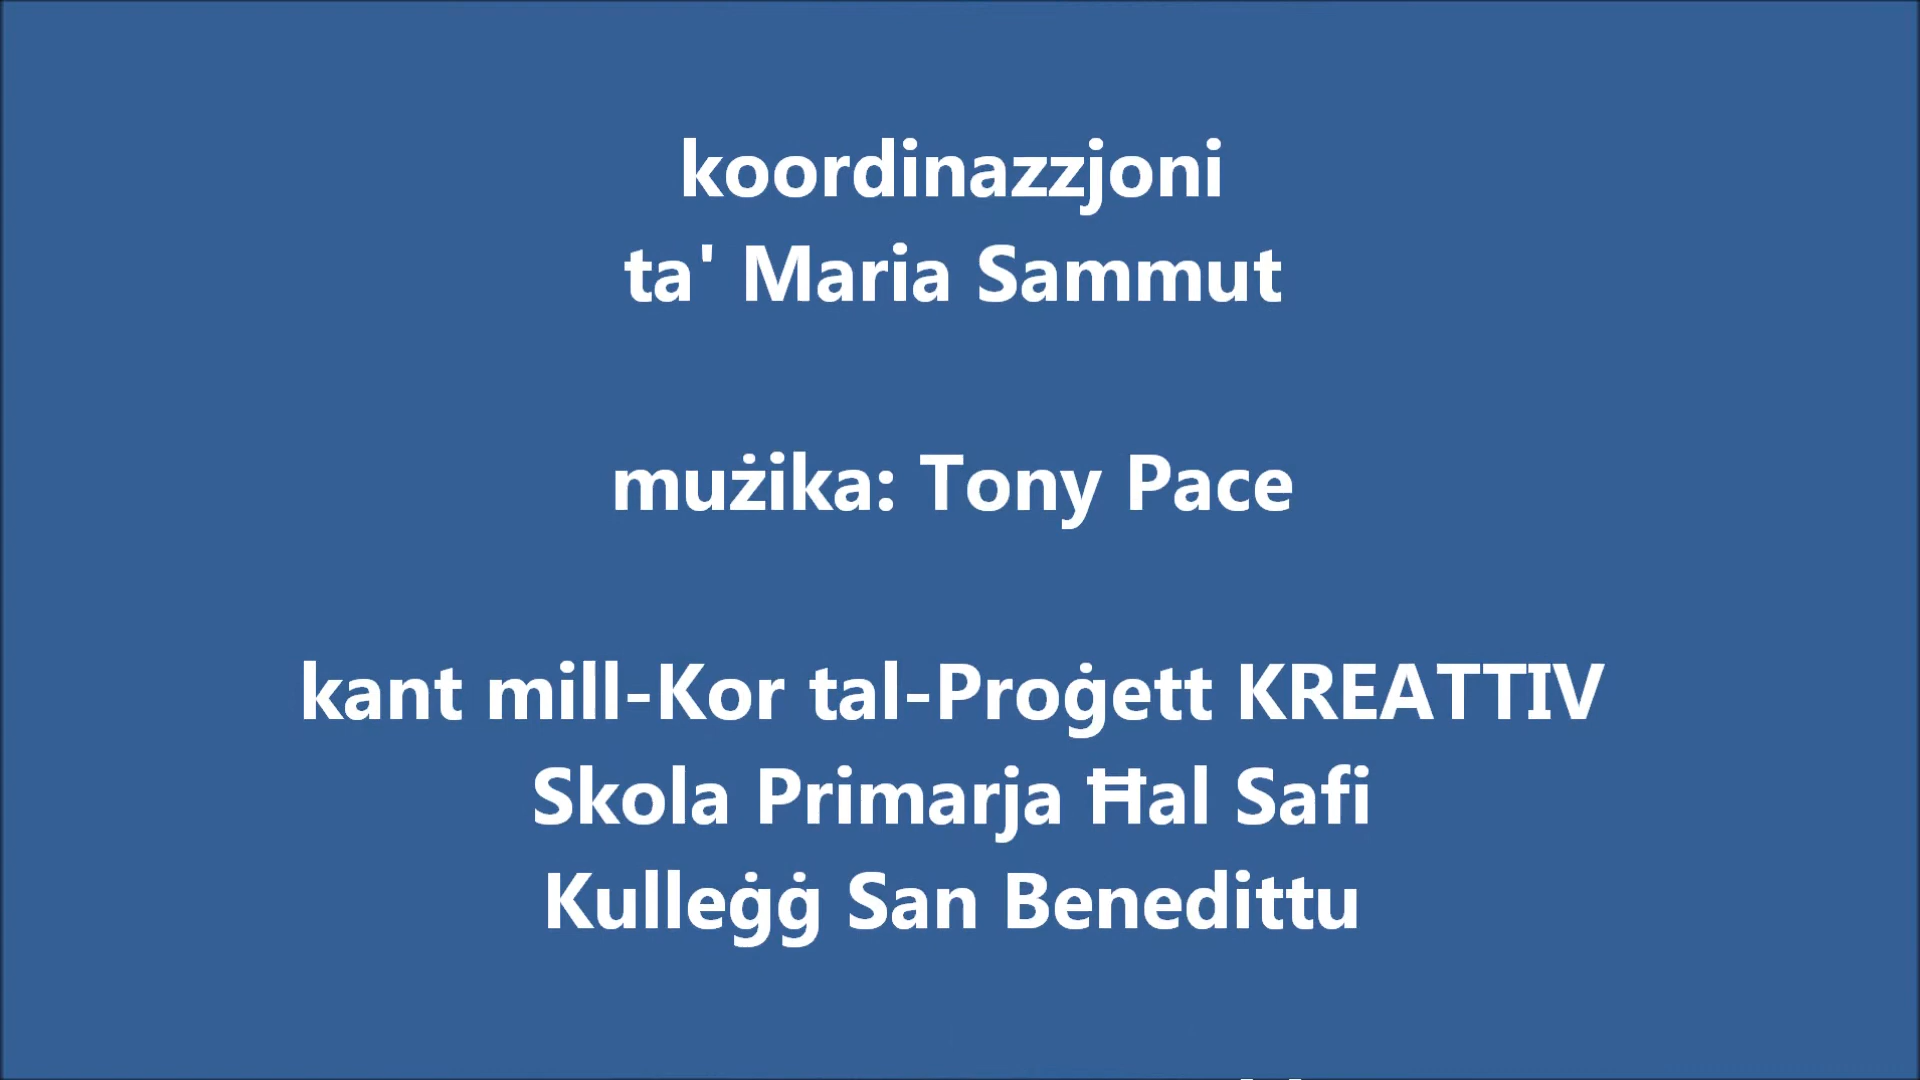 koordinazzjoni
ta' Maria Sammut
mużika: Tony Pace
kant mill-Kor tal-Proġett KREATTIV
Skola Primarja Ħal Safi
Kulleġġ San Benedittu